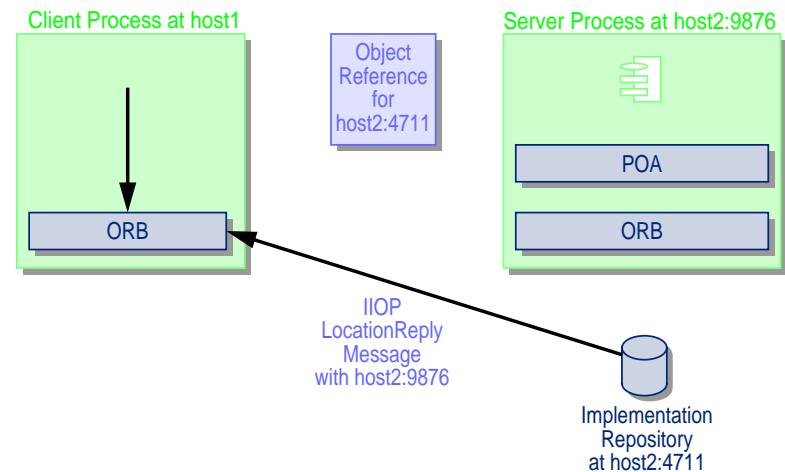 Client Process at host1
Object
Reference
for
host2:4711
Server Process at host2:9876
POA
ORB
ORB
IIOP
LocationReply
Message
with host2:9876
Implementation
Repository
at host2:4711